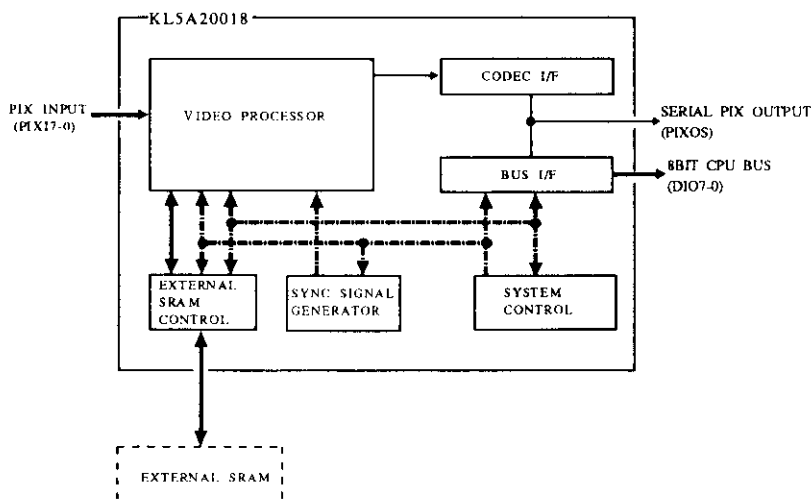 KL5A20018
VIDEO PROCESSOR
CODEC I/F
PIX INPUT
(PIXI7-0)
SERIAL PIX OUTPUT
(PIXOS)
BUS I/F
8BIT CPU BUS
(DIO7-0)
EXTERNAL
SRAM
CONTROL
SYNC SIGNAL
GENERATOR
SYSTEM
CONTROL
EXTERNAL SRAM